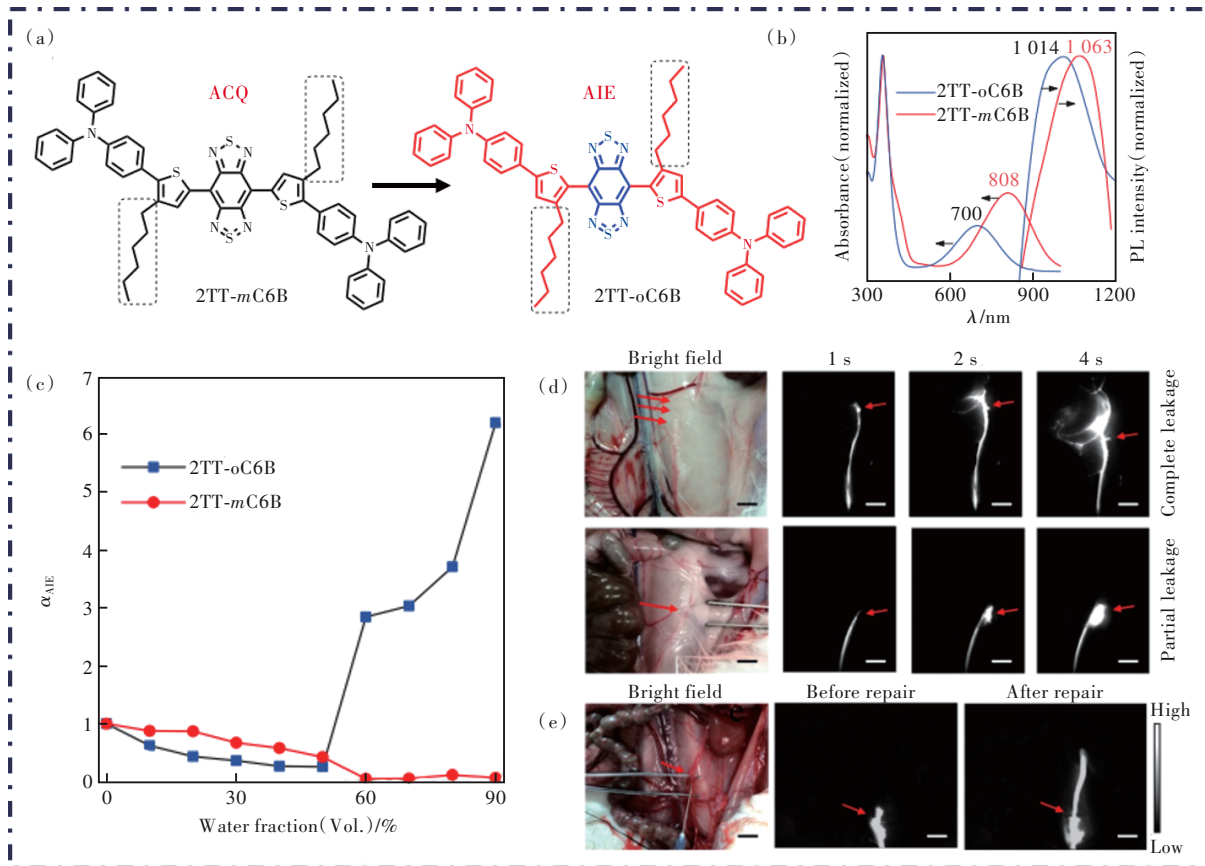 (a)
ACQ
AIE
S
N N
N
S
S
N N
S
N
2TT-mC6B
S
N N
N
S
S
N N
S
N
2TT-oC6B
(b)
1 014
1 063
2TT-oC6B
2TT-mC6B
808
700
Absorbance(normalized)
PL intensity(normalized)
300
600
900
1200
λ/nm
(c)
7
6
5
4
3
2
1
0
2TT-oC6B
2TT-mC6B
αAIE
0
30
60
90
Water fraction(Vol.)/%
Bright field
1 s
2 s
4 s
(d)
Complete leakage
Partial leakage
Bright field
Before repair
After repair
(e)
High
Low